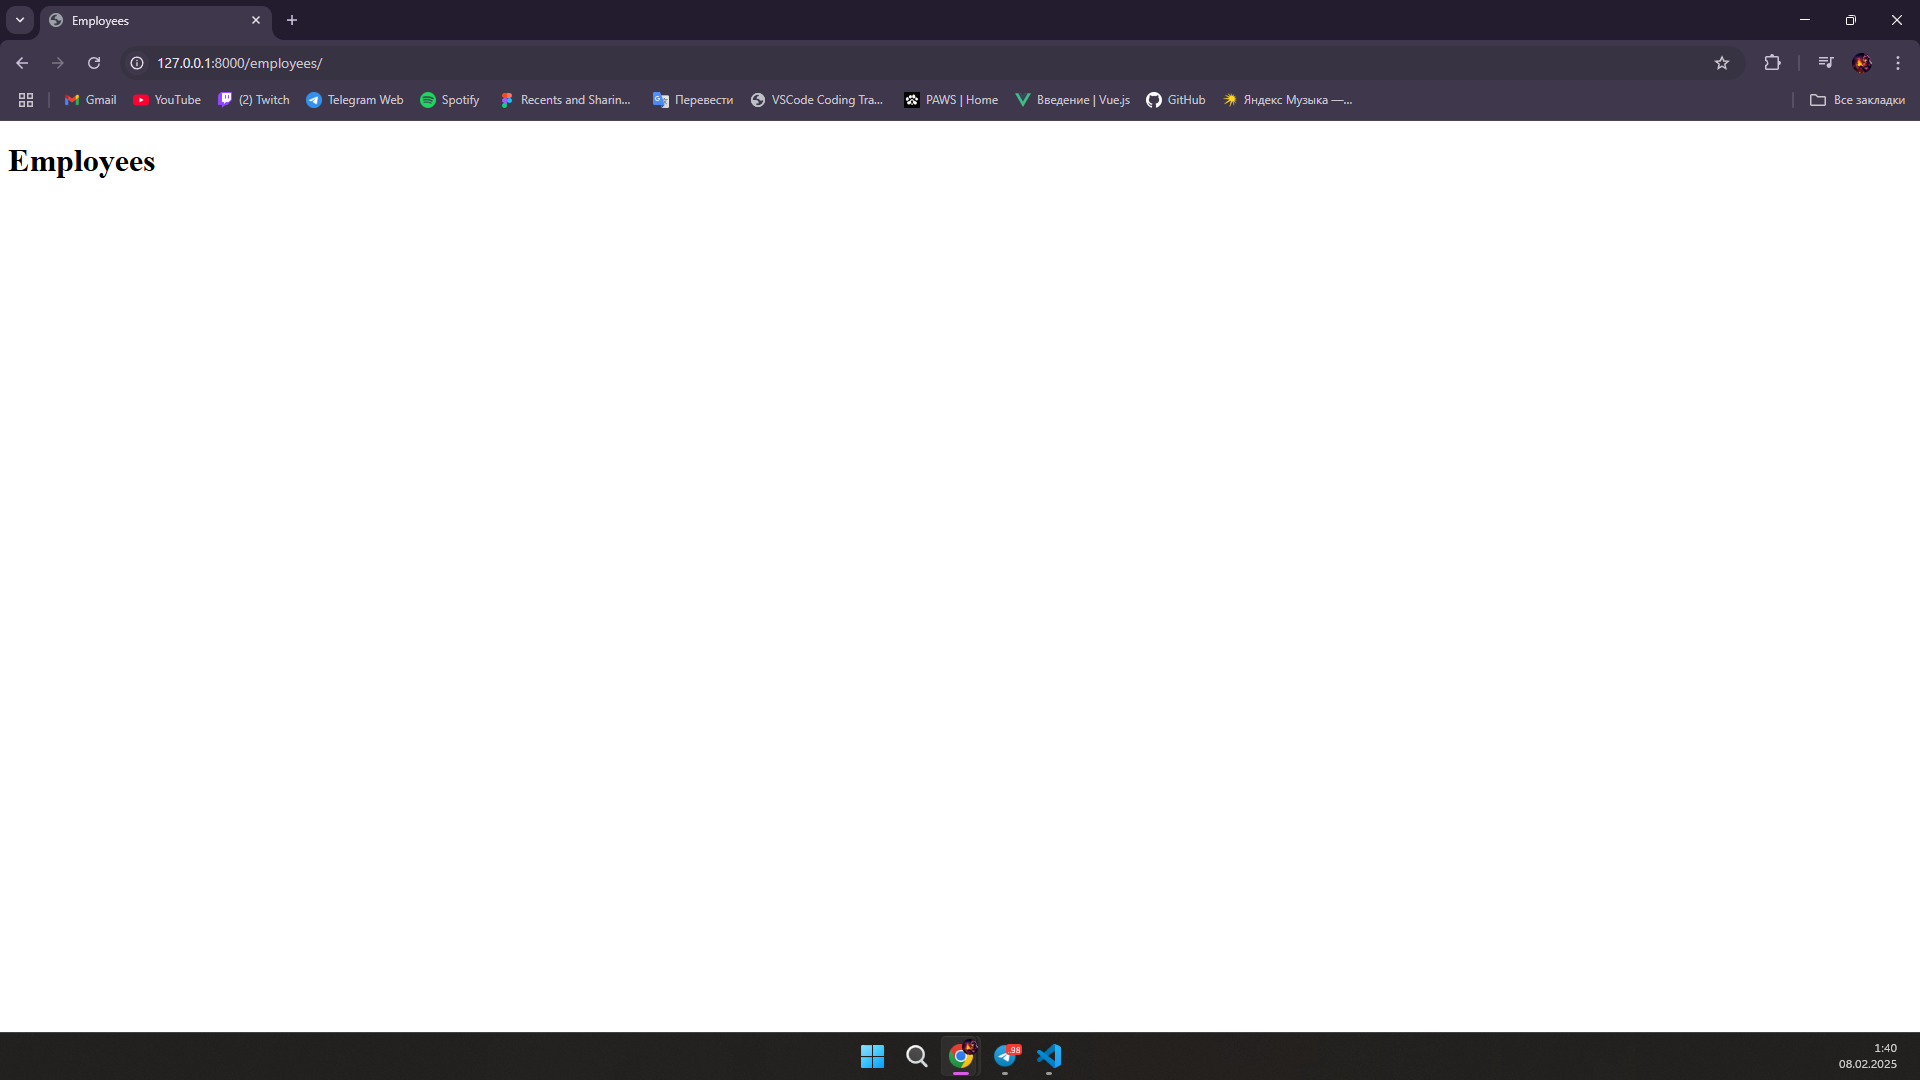 Employees
127.0.0.1:8000/employees/
Gmail YouTube (2) Twitch Telegram Web Spotify Recents and Sharin... Перевести VSCode Coding Tra... PAWS | Home Введение | Vue.js GitHub Яндекс Музыка —... Все закладки
Employees
.98
1:40
08.02.2025